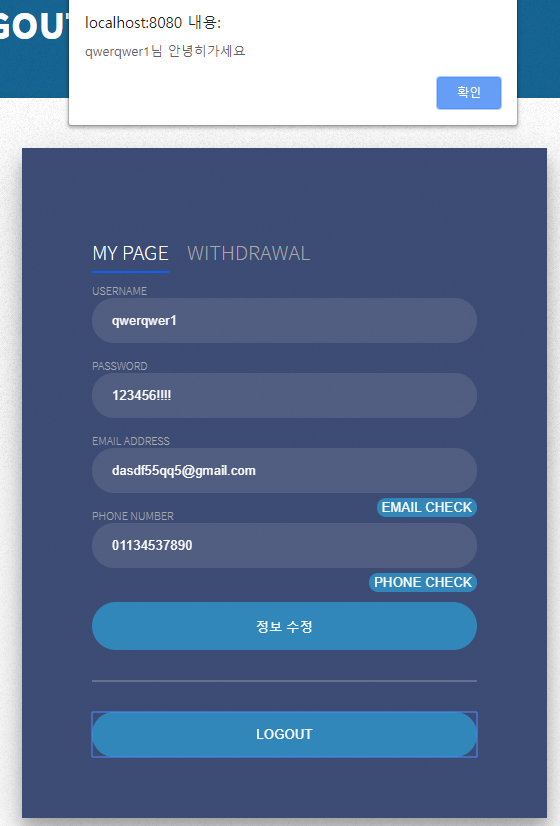 localhost:8080 내용:
qwerqwer1님 안녕히가세요
확인
MY PAGE WITHDRAWAL
USERNAME
qwerqwer1
PASSWORD
123456!!!!
EMAIL ADDRESS
dasdf55qq5@gmail.com
EMAIL CHECK
PHONE NUMBER
01134537890
PHONE CHECK
정보 수정
LOGOUT